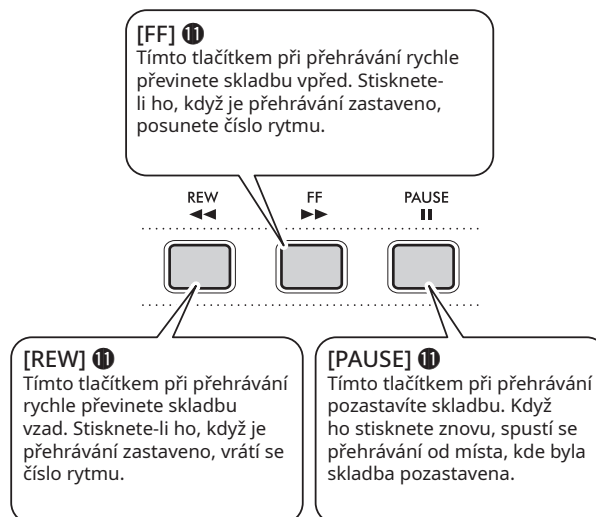 [FF] ⓫
Tímto tlačítkem při přehrávání rychle
převinete skladbu vpřed. Stisknete-
li ho, když je přehrávání zastaveno,
posunete číslo rytmu.
REW
FF
PAUSE
[REW] ⓫
Tímto tlačítkem při přehrávání
rychle převinete skladbu
vzad. Stisknete-li ho, když je
přehrávání zastaveno, vrátí se
číslo rytmu.
[PAUSE] ⓫
Tímto tlačítkem při přehrávání
pozastavíte skladbu. Když
ho stisknete znovu, spustí se
přehrávání od místa, kde byla
skladba pozastavena.